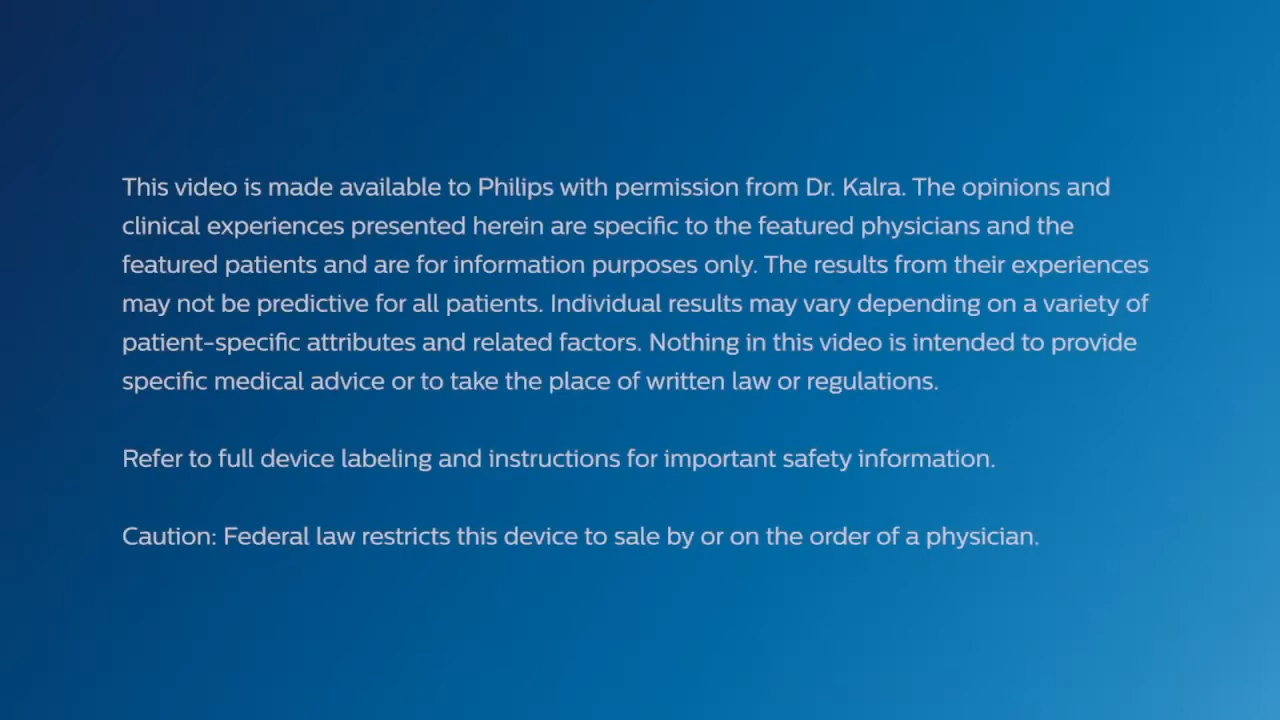 This video is made available to Philips with permission from Dr. Kalra. The opinions and
clinical experiences presented herein are specific to the featured physicians and the
featured patients and are for information purposes only. The results from their experiences
may not be predictive for all patients. Individual results may vary depending on a variety of
patient-specific attributes and related factors. Nothing in this video is intended to provide
specific medical advice or to take the place of written law or regulations.
Refer to full device labeling and instructions for important safety information.
Caution: Federal law restricts this device to sale by or on the order of a physician.